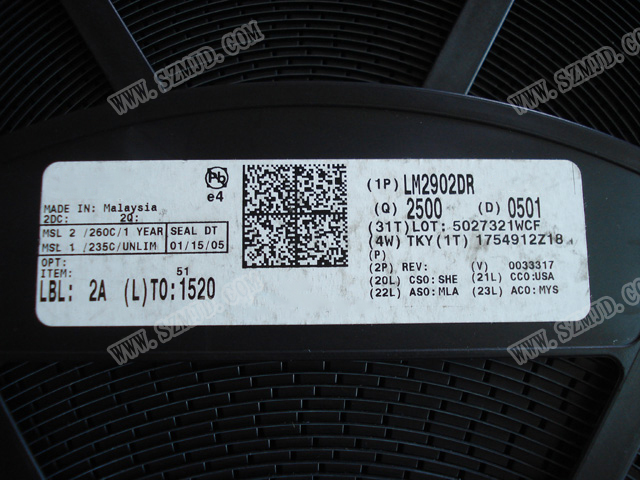 WWW.SZMJD.COM
WWW.SZMJD.COM
Pb
e4
MADE IN: Malaysia
2DC: 2Q:
MSL 2 /260C/1 YEAR SEAL DT
MSL 1 /235C/UNLIM 01/15/05
OPT:
ITEM: 51
LBL: 2A (L)TO:1520
(1P) LM2902DR
(Q) 2500 (D) 0501
(31T)LOT: 5027321WCF
(4W) TKY(1T) 1754912Z18
(P)
(2P) REV: (V) 0033317
(20L) CSO:SHE (21L) CCO:USA
(22L) ASO:MLA (23L) ACO:MYS
WWW.SZMJD.COM
WWW.SZMJD.COM